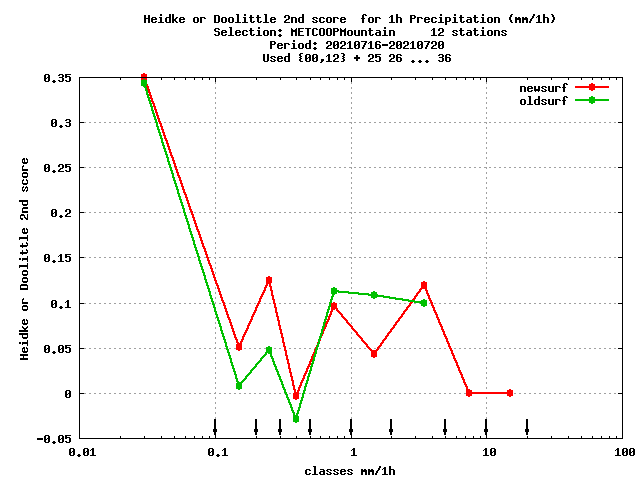 Heidke or Doolittle 2nd score  for 1h Precipitation (mm/1h)
Selection: METCOOPMountain     12 stations
Period: 20210716-20210720
Used {00,12} + 25 26 ... 36
newsurf
oldsurf
Heidke or Doolittle 2nd score
0.35
0.3
0.25
0.2
0.15
0.1
0.05
0
-0.05
0.01
0.1
1
10
100
classes mm/1h